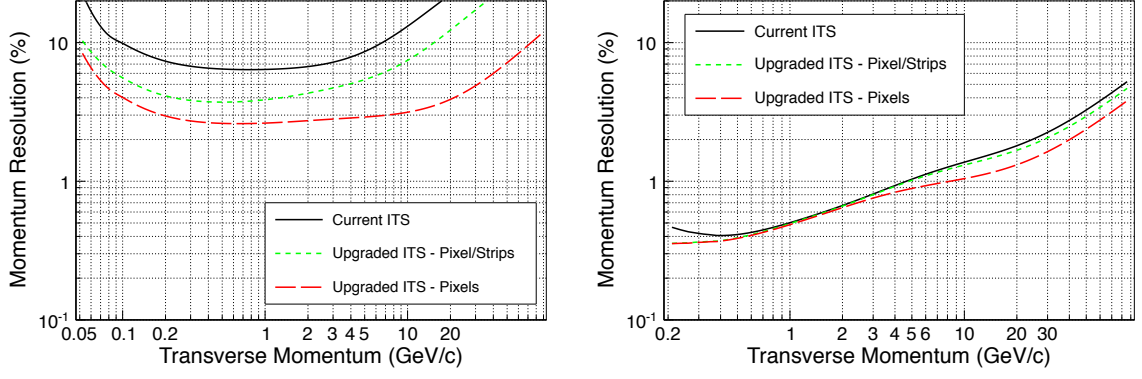 Momentum Resolution (%)
10
1
10-1
Current ITS
Upgraded ITS - Pixel/Strips
Upgraded ITS - Pixels
0.05 0.1 0.2 1 2 3 4 5 10 20
Transverse Momentum (GeV/c)
Momentum Resolution (%)
10
1
10-1
Current ITS
Upgraded ITS - Pixel/Strips
Upgraded ITS - Pixels
0.2 1 2 3 4 5 6 10 20 30
Transverse Momentum (GeV/c)